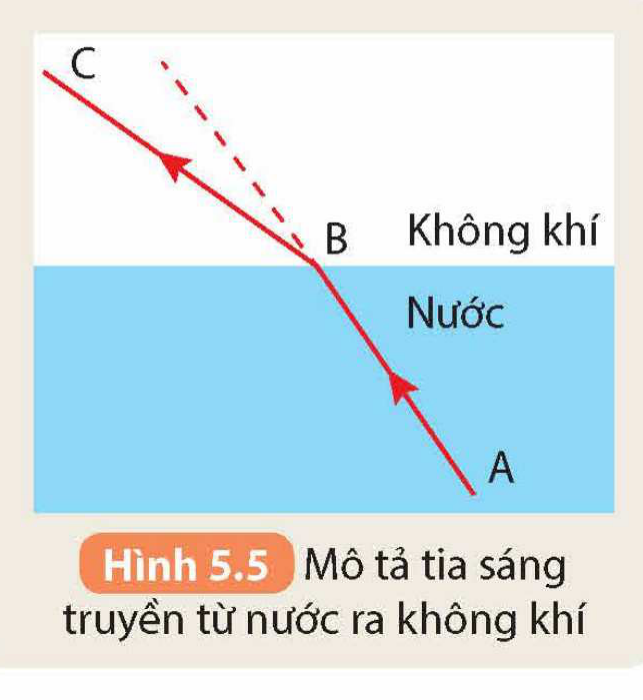 C
B
Không khí
Nước
A
Hình 5.5 Mô tả tia sáng
truyền từ nước ra không khí